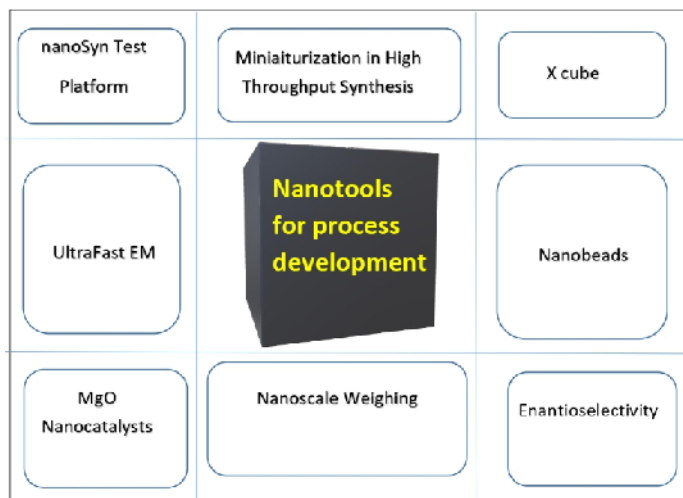 nanoSyn Test
Platform
Miniaiturization in High
Throughput Synthesis
X cube
UltraFast EM
Nanotools
for process
development
Nanobeads
MgO
Nanocatalysts
Nanoscale Weighing
Enantioselectivity